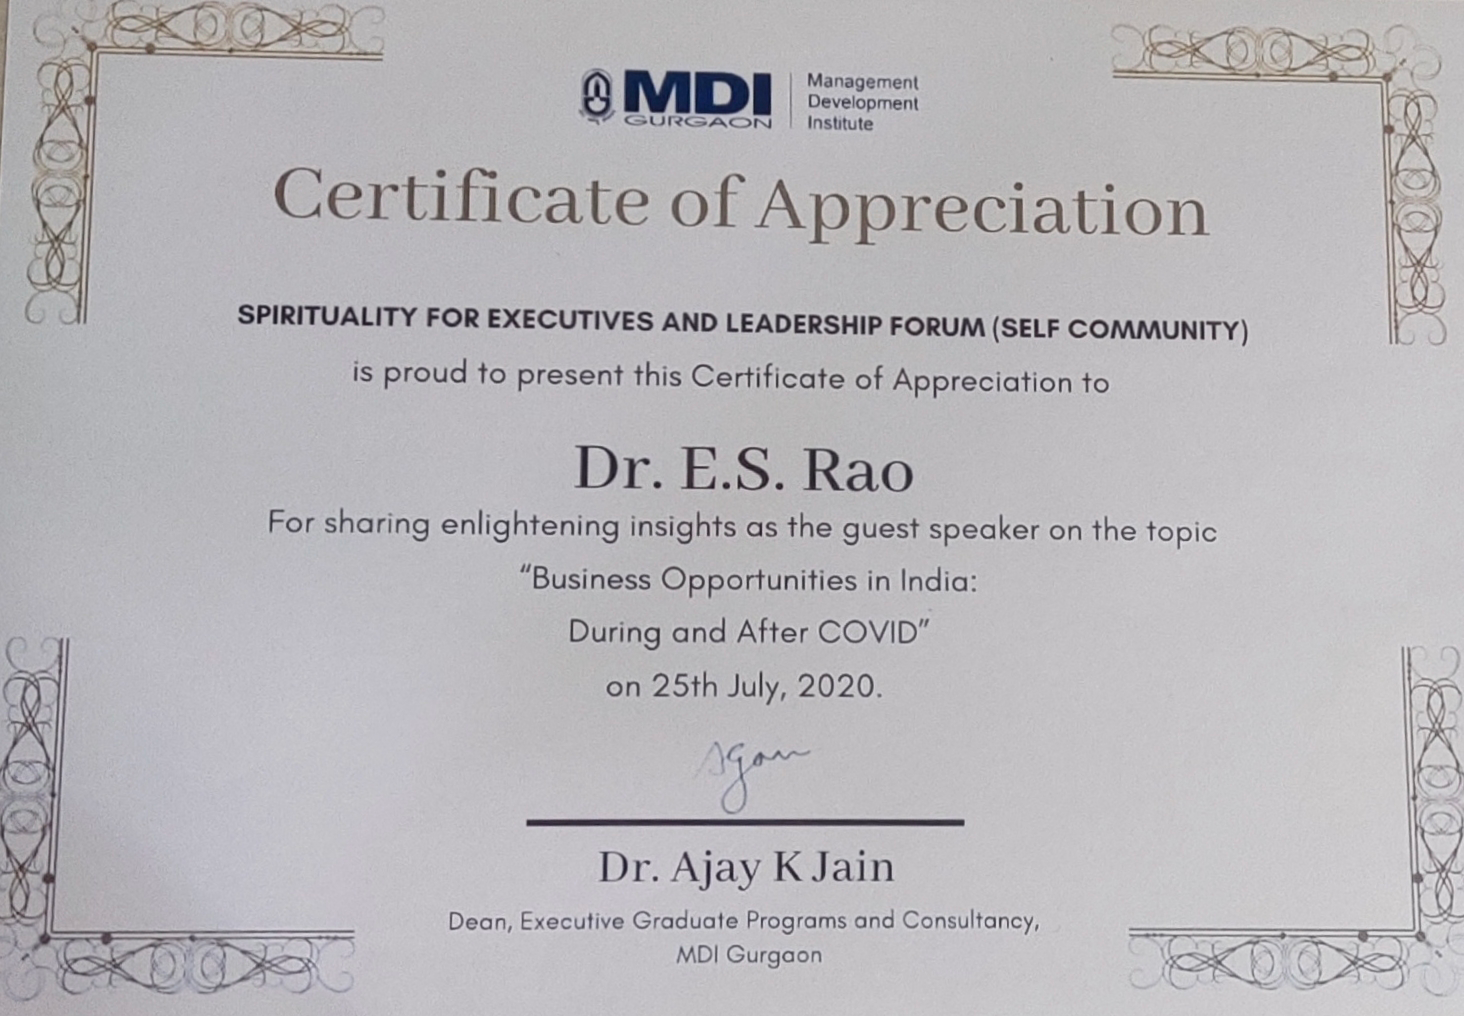 MDI
GURGAON
Management
Development
Institute
Certificate of Appreciation
SPIRITUALITY FOR EXECUTIVES AND LEADERSHIP FORUM (SELF COMMUNITY)
is proud to present this Certificate of Appreciation to
Dr. E.S. Rao
For sharing enlightening insights as the guest speaker on the topic
“Business Opportunities in India:
During and After COVID”
on 25th July, 2020.
Dr. Ajay K Jain
Dean, Executive Graduate Programs and Consultancy,
MDI Gurgaon